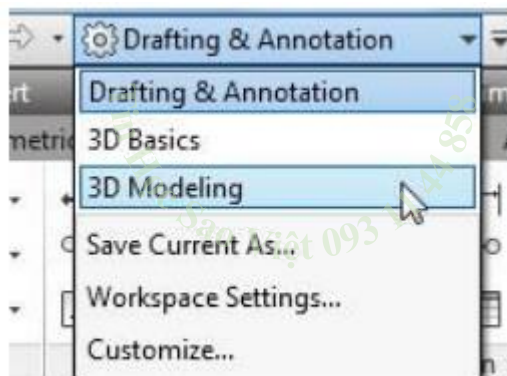 Drafting & Annotation
Drafting & Annotation
3D Basics
3D Modeling
Save Current As...
Workspace Settings...
Customize...